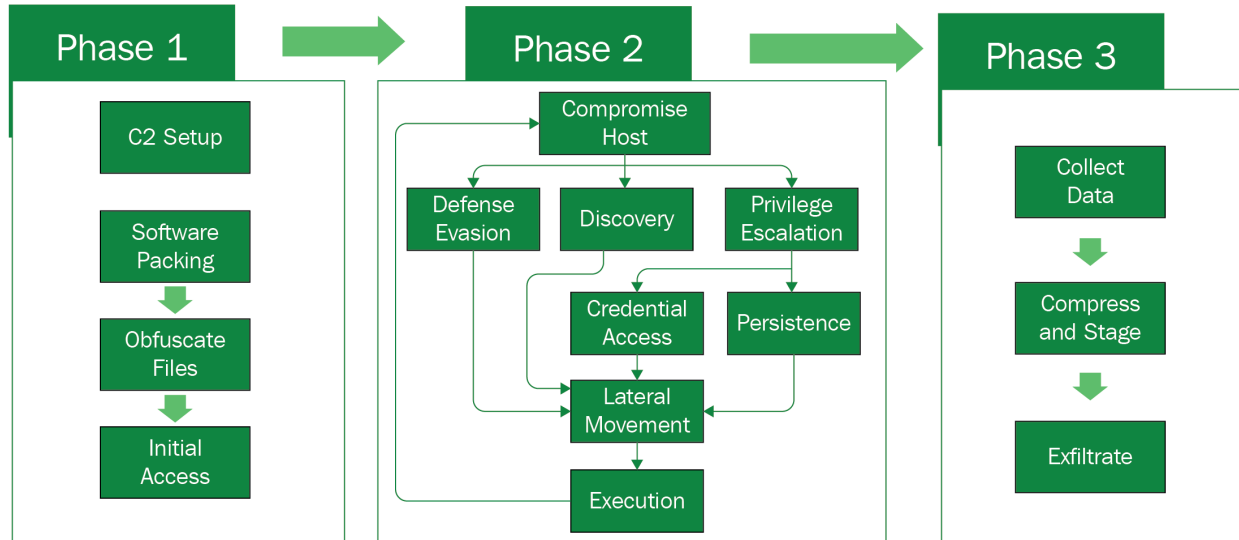 Phase 1
C2 Setup
Software
Packing
Obfuscate
Files
Initial
Access
Phase 2
Compromise
Host
Defense
Evasion
Discovery
Privilege
Escalation
Credential
Access
Persistence
Lateral
Movement
Execution
Phase 3
Collect
Data
Compress
and Stage
Exfiltrate